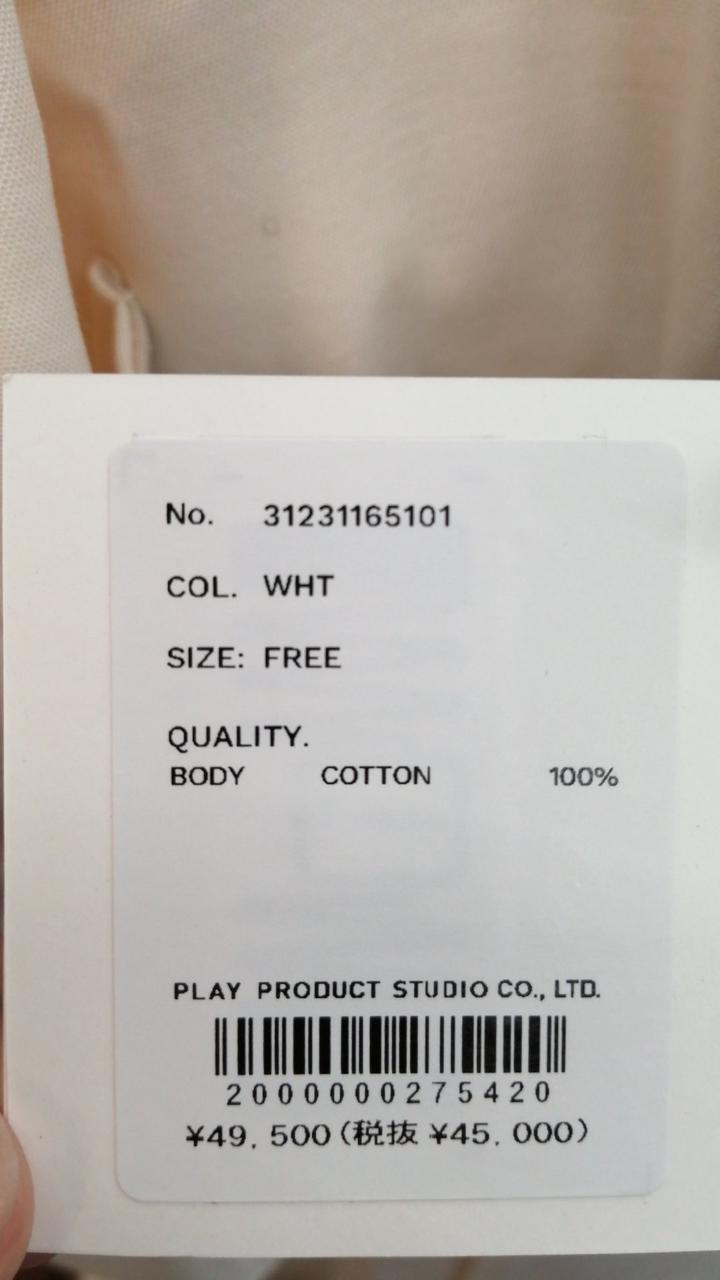 No. 31231165101
COL. WHT
SIZE: FREE
QUALITY.
BODY COTTON 100%
PLAY PRODUCT STUDIO CO., LTD.
2000000275420
¥49, 500(税抜 ¥45, 000)